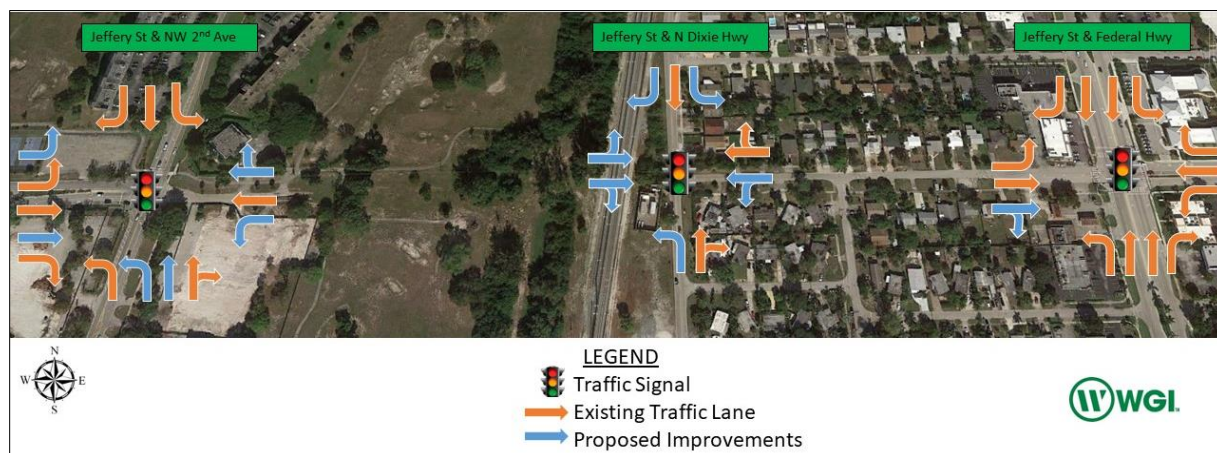 Jeffery St & NW 2nd Ave
Jeffery St & N Dixie Hwy
Jeffery St & Federal Hwy
N
W E
S
LEGEND
Traffic Signal
Existing Traffic Lane
Proposed Improvements
WGI.